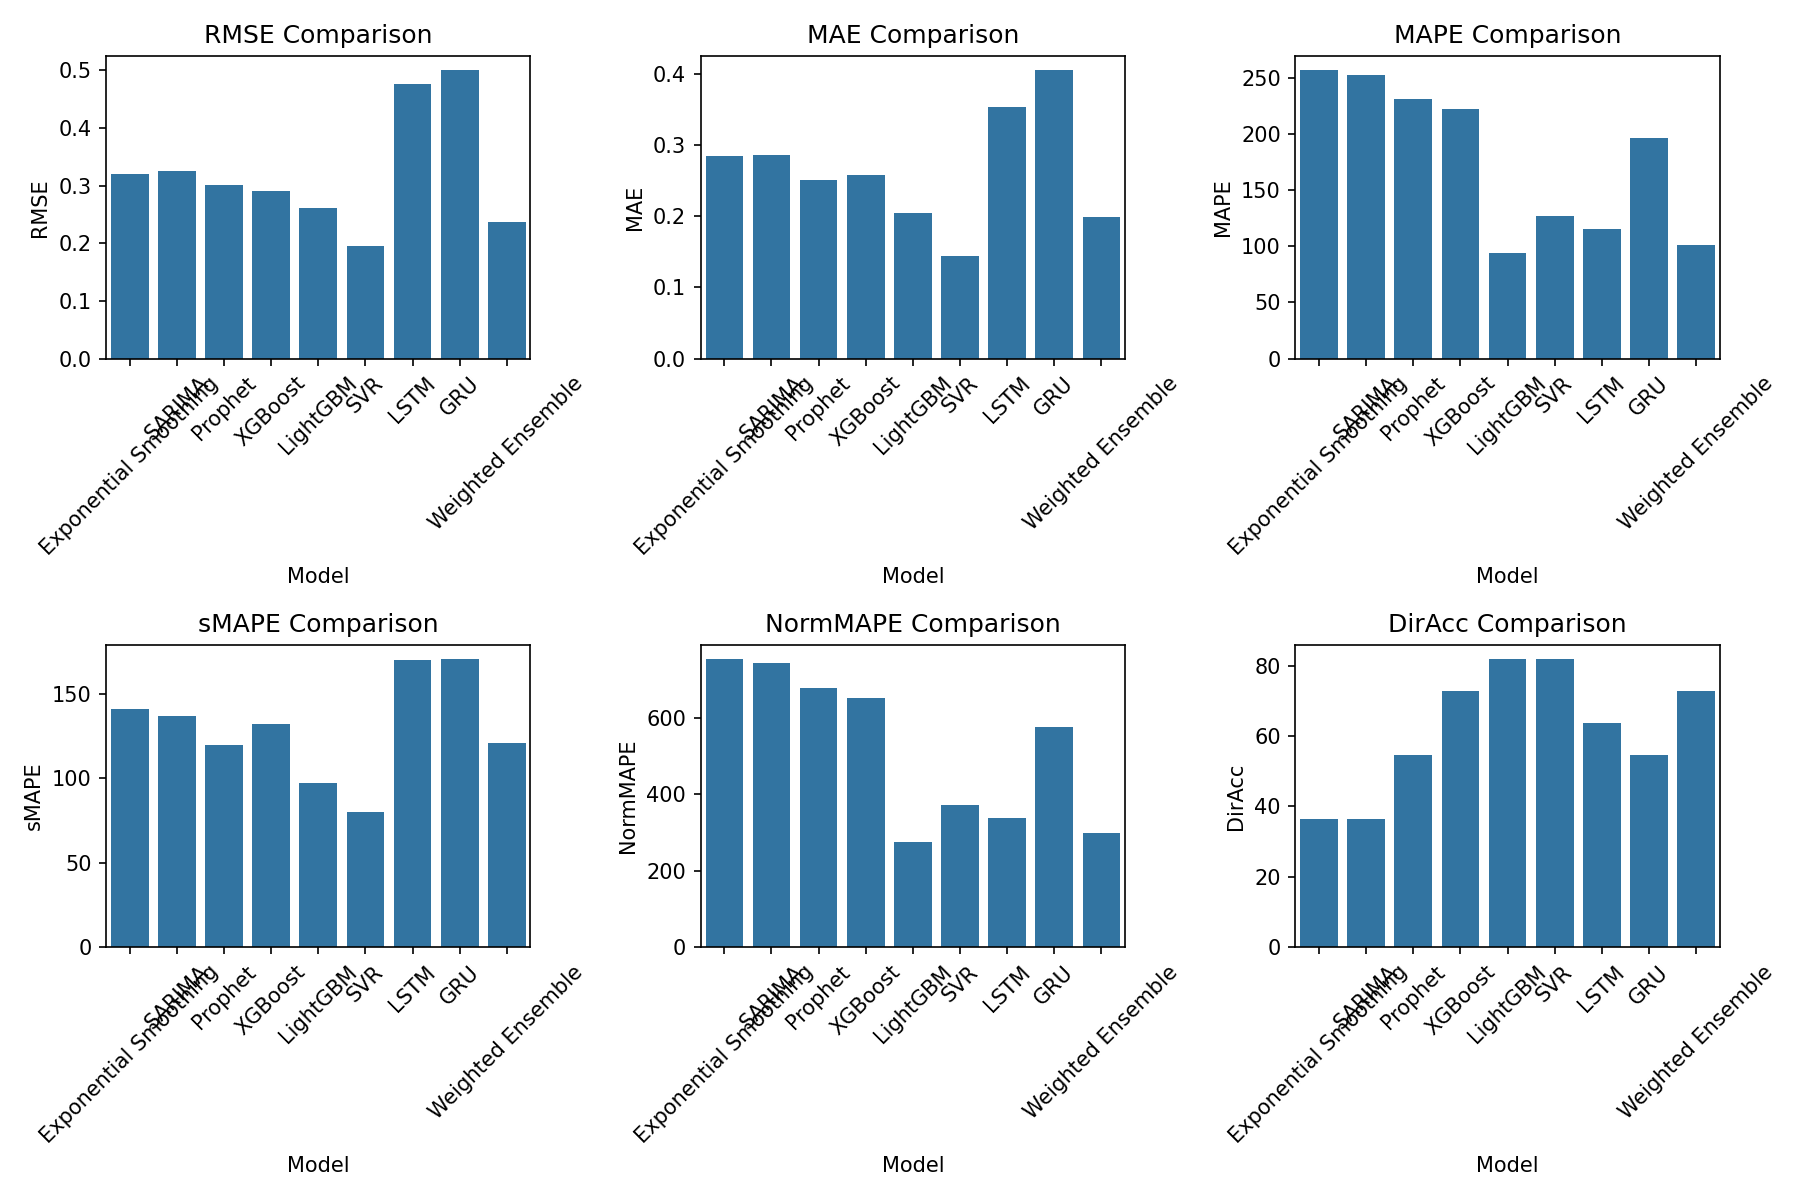 RMSE Comparison
RMSE
0.5
0.4
0.3
0.2
0.1
0.0
Exponential Smoothing
SARIMA
Prophet
XGBoost
LightGBM
SVR
LSTM
GRU
Weighted Ensemble
Model
MAE Comparison
MAE
0.4
0.3
0.2
0.1
0.0
Exponential Smoothing
SARIMA
Prophet
XGBoost
LightGBM
SVR
LSTM
GRU
Weighted Ensemble
Model
MAPE Comparison
MAPE
250
200
150
100
50
0
Exponential Smoothing
SARIMA
Prophet
XGBoost
LightGBM
SVR
LSTM
GRU
Weighted Ensemble
Model
sMAPE Comparison
sMAPE
150
100
50
0
Exponential Smoothing
SARIMA
Prophet
XGBoost
LightGBM
SVR
LSTM
GRU
Weighted Ensemble
Model
NormMAPE Comparison
NormMAPE
600
400
200
0
Exponential Smoothing
SARIMA
Prophet
XGBoost
LightGBM
SVR
LSTM
GRU
Weighted Ensemble
Model
DirAcc Comparison
DirAcc
80
60
40
20
0
Exponential Smoothing
SARIMA
Prophet
XGBoost
LightGBM
SVR
LSTM
GRU
Weighted Ensemble
Model